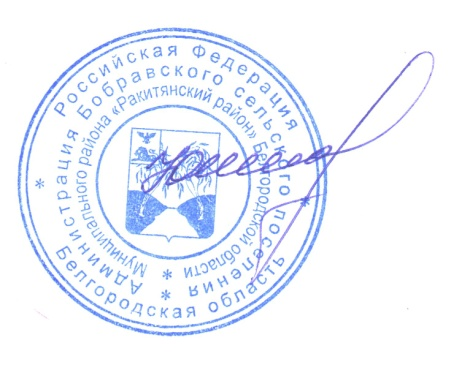 Российская Федерация
* Белгородская область *
Администрация Бобравского сельского поселения *
Муниципального района «Ракитянский район» Белгородской области *